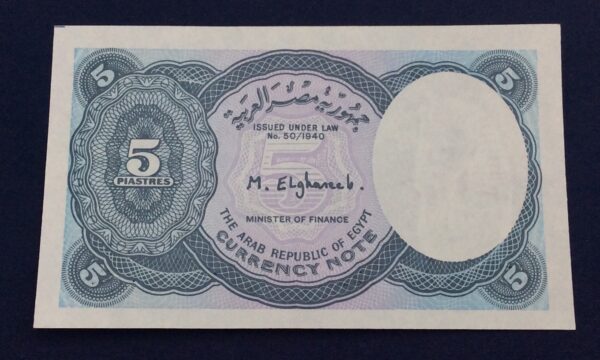 5
5
جمهورية مصر العربية
ISSUED UNDER LAW
No. 50/1940
5
PIASTRES
5
M. Elghareeb.
MINISTER OF FINANCE
THE ARAB REPUBLIC OF EGYPT
CURRENCY NOTE
5
5